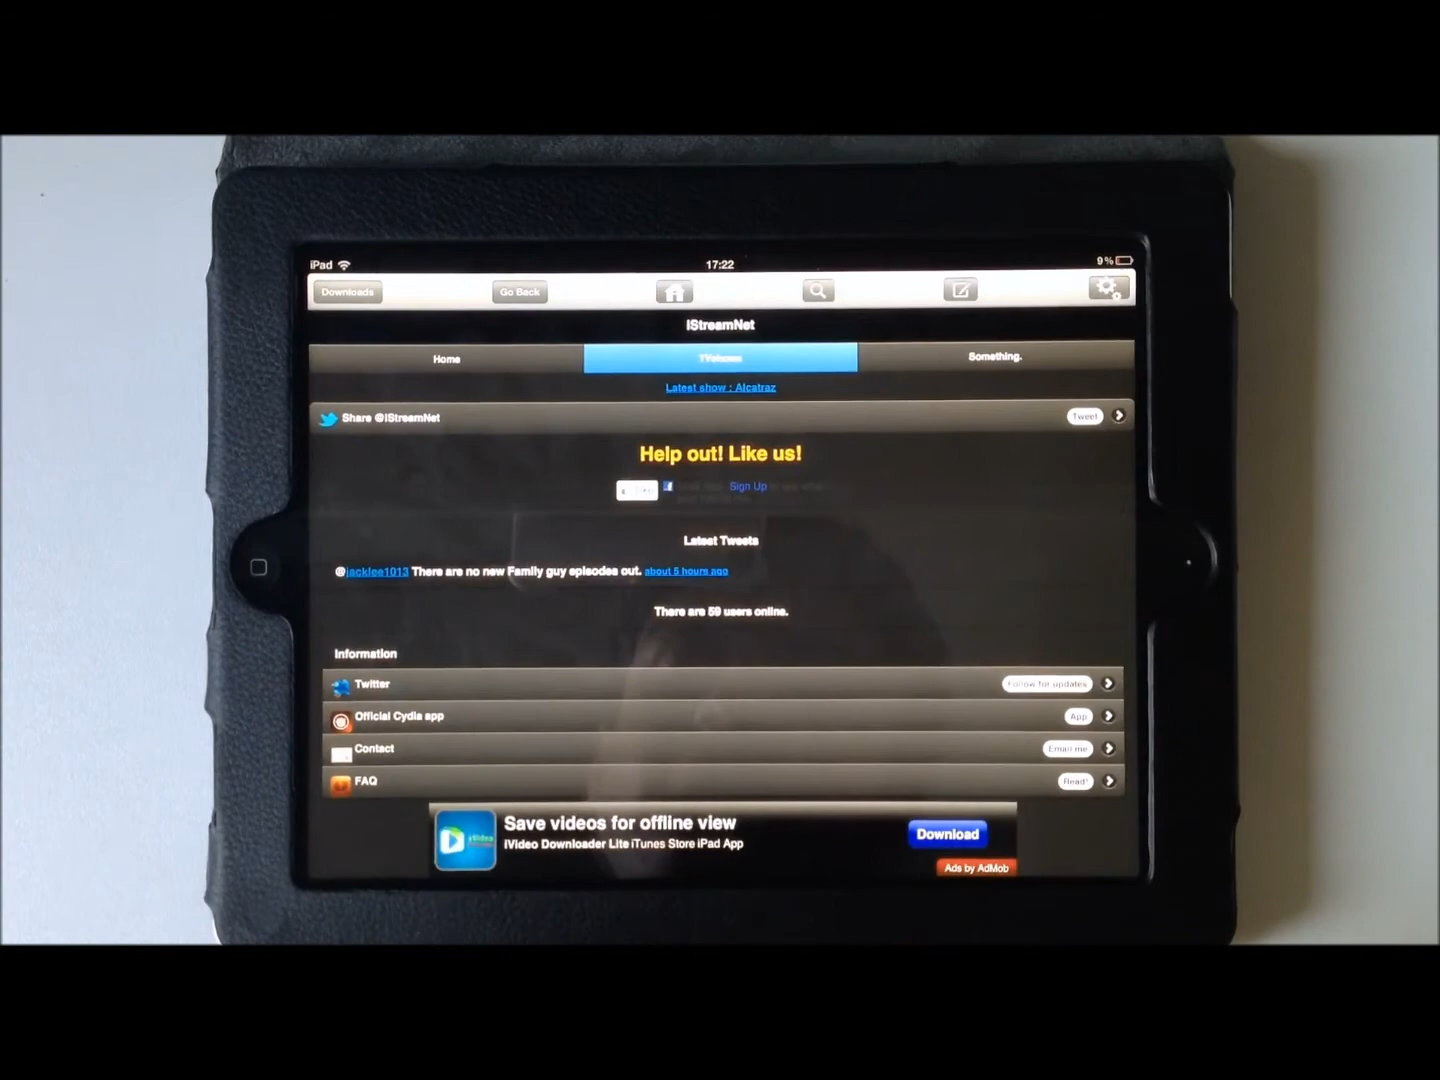 iPad 17:22 9%
Downloads Go Back
iStreamNet
Home TVshows Something.
Latest show : Alcatraz
Share @iStreamNet Tweet
Help out! Like us!
Sign Up
Latest Tweets
@jacklee1013 There are no new Family guy episodes out. about 5 hours ago
There are 59 users online.
Information
Twitter Follow for updates
Official Cydia app App
Contact Email me
FAQ Read!
Save videos for offline view
iVideo Downloader Lite iTunes Store iPad App
Download
Ads by AdMob